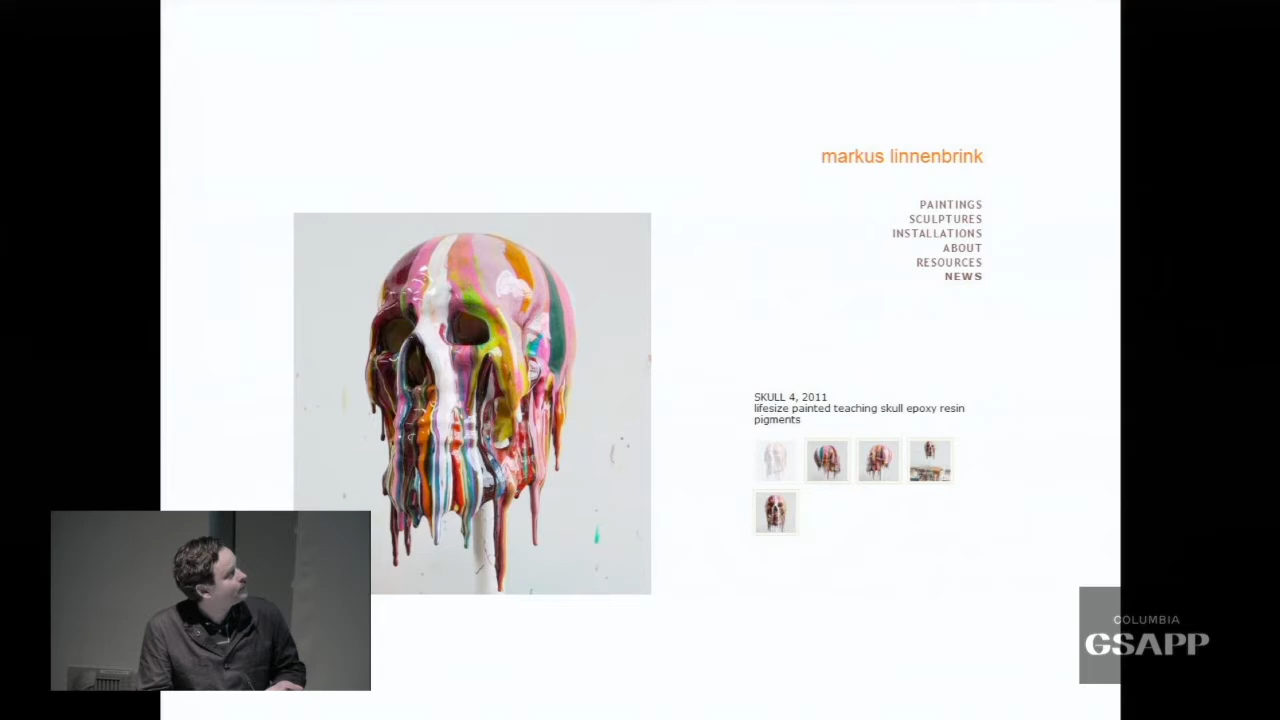 markus linnenbrink
PAINTINGS
SCULPTURES
INSTALLATIONS
ABOUT
RESOURCES
NEWS
SKULL 4, 2011
lifesize painted teaching skull epoxy resin
pigments
COLUMBIA
GSAPP